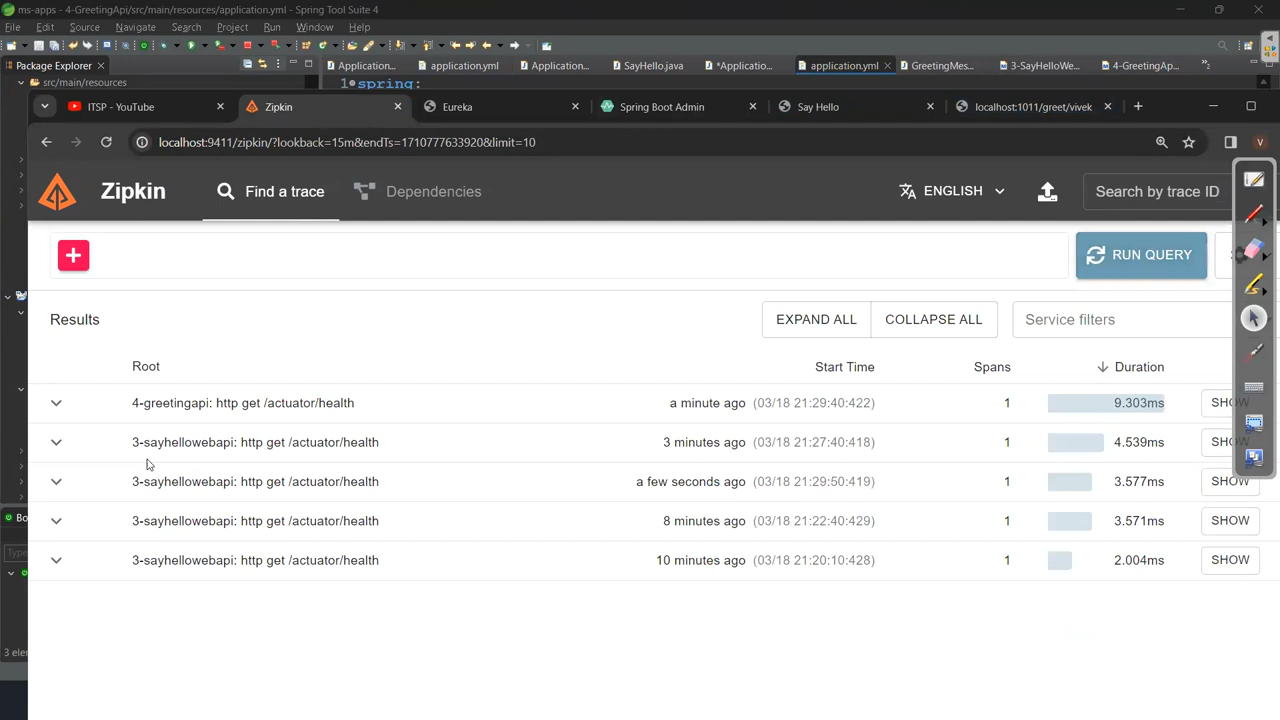 ms-apps - 4-GreetingApi/src/main/resources/application.yml - Spring Tool Suite 4
File Edit Source Navigate Search Project Run Window Help
Package Explorer
Application...
application.yml
Application...
SayHello.java
*Applicatio...
application.yml
GreetingMes...
3-SayHelloWe...
4-GreetingAp...
src/main/resources
1 spring:
ITSP - YouTube
Zipkin
Eureka
Spring Boot Admin
Say Hello
localhost:1011/greet/vivek
localhost:9411/zipkin/?lookback=15m&endTs=1710777633920&limit=10
V
Zipkin
Find a trace
Dependencies
ENGLISH
Search by trace ID
RUN QUERY
Results
EXPAND ALL
COLLAPSE ALL
Service filters
Root Start Time Spans Duration
4-greetingapi: http get /actuator/health a minute ago (03/18 21:29:40:422) 1 9.303ms SHOW
3-sayhellowebapi: http get /actuator/health 3 minutes ago (03/18 21:27:40:418) 1 4.539ms SHOW
3-sayhellowebapi: http get /actuator/health a few seconds ago (03/18 21:29:50:419) 1 3.577ms SHOW
3-sayhellowebapi: http get /actuator/health 8 minutes ago (03/18 21:22:40:429) 1 3.571ms SHOW
3-sayhellowebapi: http get /actuator/health 10 minutes ago (03/18 21:20:10:428) 1 2.004ms SHOW
Bo
Type
3 elen